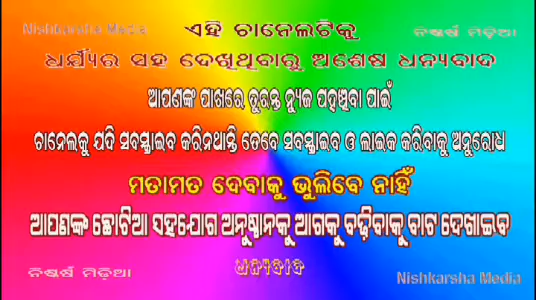 Nishkarsha Media
ଏହି ଚାନେଲଟିକୁ
ନିଷ୍କର୍ଷ ମିଡ଼ିଆ
ଧର୍ଯ୍ୟର ସହ ଦେଖିଥିବାରୁ ଅଶେଷ ଧନ୍ୟବାଦ
ଆପଣଙ୍କ ପାଖରେ ତୁରନ୍ତ ନ୍ୟୁଜ ପହଞ୍ଚିବା ପାଇଁ
ଚାନେଲକୁ ଯଦି ସବସ୍କ୍ରାଇବ କରିନଥାନ୍ତି ତେବେ ସବସ୍କ୍ରାଇବ ଓ ଲାଇକ କରିବାକୁ ଅନୁରୋଧ
ମତାମତ ଦେବାକୁ ଭୁଲିବେ ନାହିଁ
ଆପଣଙ୍କ ଛୋଟିଆ ସହଯୋଗ ଅନୁଷ୍ଠାନକୁ ଆଗକୁ ବଢ଼ିବାକୁ ବାଟ ଦେଖାଇବ
ନିଷ୍କର୍ଷ ମିଡ଼ିଆ
ଧନ୍ୟବାଦ
Nishkarsha Media